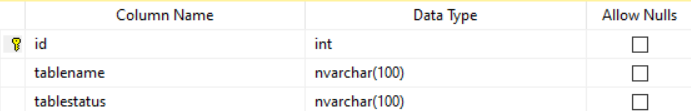 Column Name Data Type Allow Nulls
id int
tablename nvarchar(100)
tablestatus nvarchar(100)